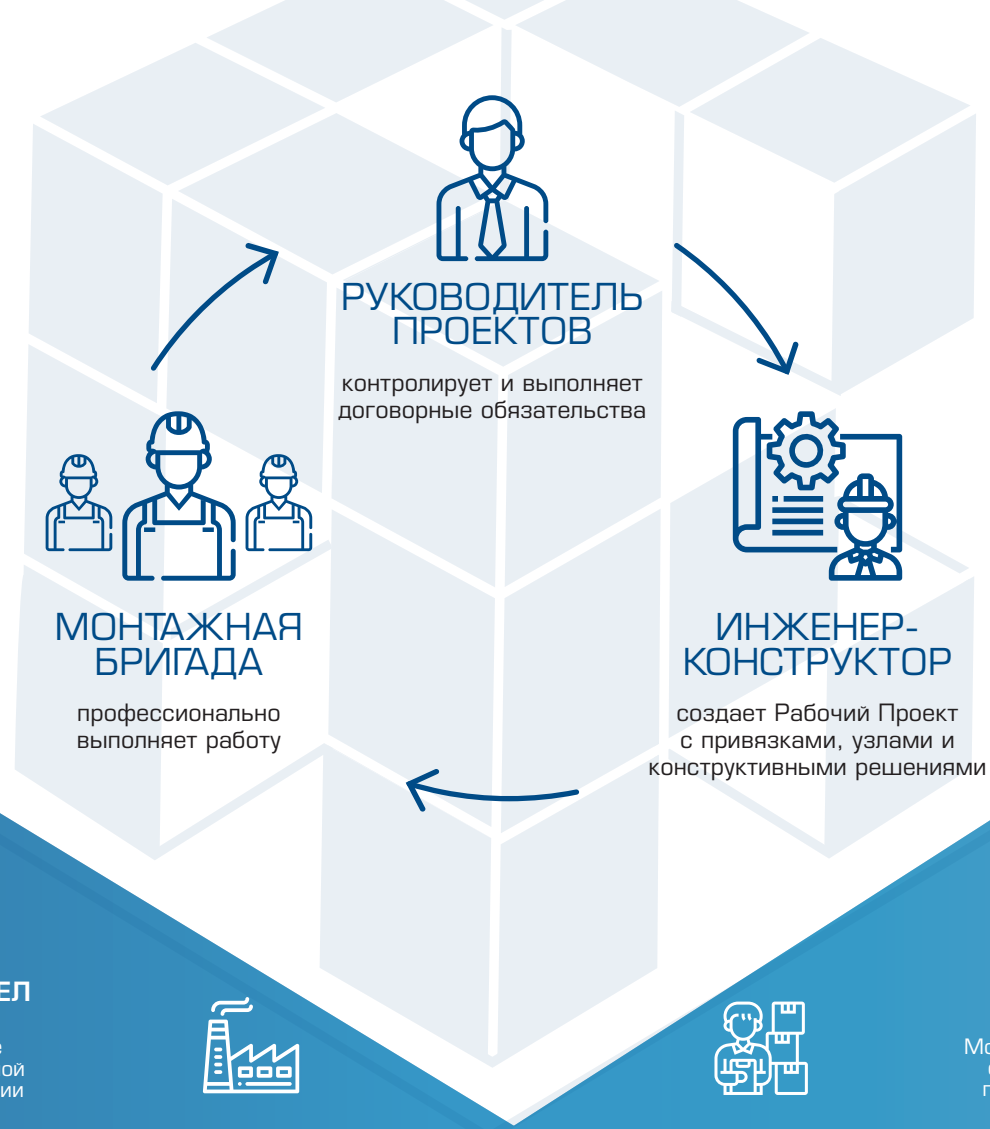 РУКОВОДИТЕЛЬ
ПРОЕКТОВ
контролирует и выполняет
договорные обязательства
МОНТАЖНАЯ
БРИГАДА
профессионально
выполняет работу
ИНЖЕНЕР-
КОНСТРУКТОР
создает Рабочий Проект
с привязками, узлами и
конструктивными решениями